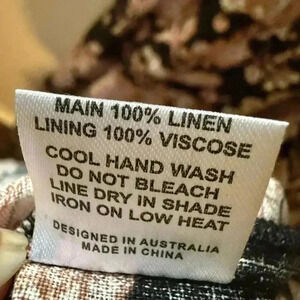 MAIN 100% LINEN
LINING 100% VISCOSE
COOL HAND WASH
DO NOT BLEACH
LINE DRY IN SHADE
IRON ON LOW HEAT
DESIGNED IN AUSTRALIA
MADE IN CHINA